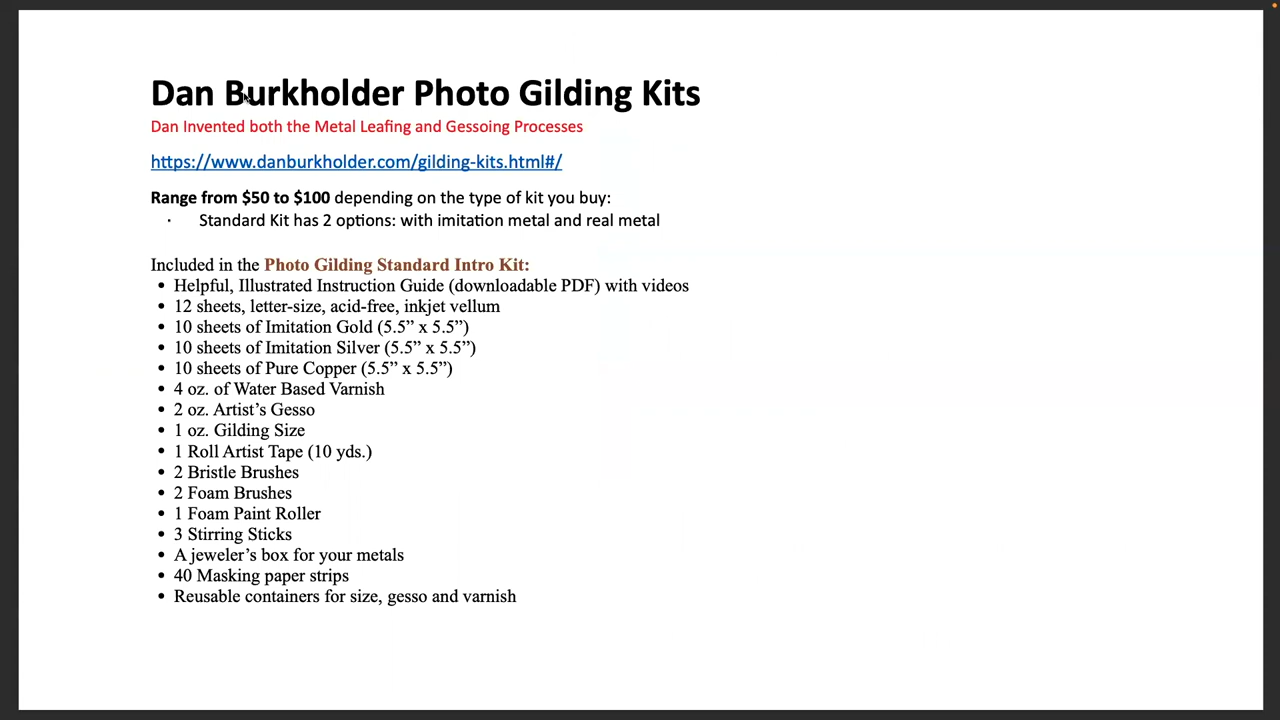 Dan Burkholder Photo Gilding Kits
Dan Invented both the Metal Leafing and Gessoing Processes
https://www.danburkholder.com/gilding-kits.html#/
Range from $50 to $100 depending on the type of kit you buy:
· Standard Kit has 2 options: with imitation metal and real metal
Included in the Photo Gilding Standard Intro Kit:
• Helpful, Illustrated Instruction Guide (downloadable PDF) with videos
• 12 sheets, letter-size, acid-free, inkjet vellum
• 10 sheets of Imitation Gold (5.5” x 5.5”)
• 10 sheets of Imitation Silver (5.5” x 5.5”)
• 10 sheets of Pure Copper (5.5” x 5.5”)
• 4 oz. of Water Based Varnish
• 2 oz. Artist’s Gesso
• 1 oz. Gilding Size
• 1 Roll Artist Tape (10 yds.)
• 2 Bristle Brushes
• 2 Foam Brushes
• 1 Foam Paint Roller
• 3 Stirring Sticks
• A jeweler’s box for your metals
• 40 Masking paper strips
• Reusable containers for size, gesso and varnish